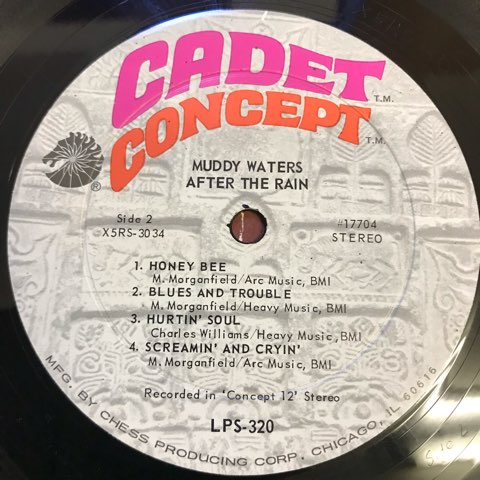 CADET T.M.
CONCEPT T.M.
®
MUDDY WATERS
AFTER THE RAIN
Side 2
X5RS-3034
#17704
STEREO
1. HONEY BEE
M. Morganfield/Arc Music, BMI
2. BLUES AND TROUBLE
M. Morganfield/Heavy Music, BMI
3. HURTIN' SOUL
Charles Williams/Heavy Music, BMI
4. SCREAMIN' AND CRYIN'
M. Morganfield/Arc Music, BMI
Recorded in 'Concept 12' Stereo
LPS-320
MFG. BY CHESS PRODUCING CORP. CHICAGO, IL 60616